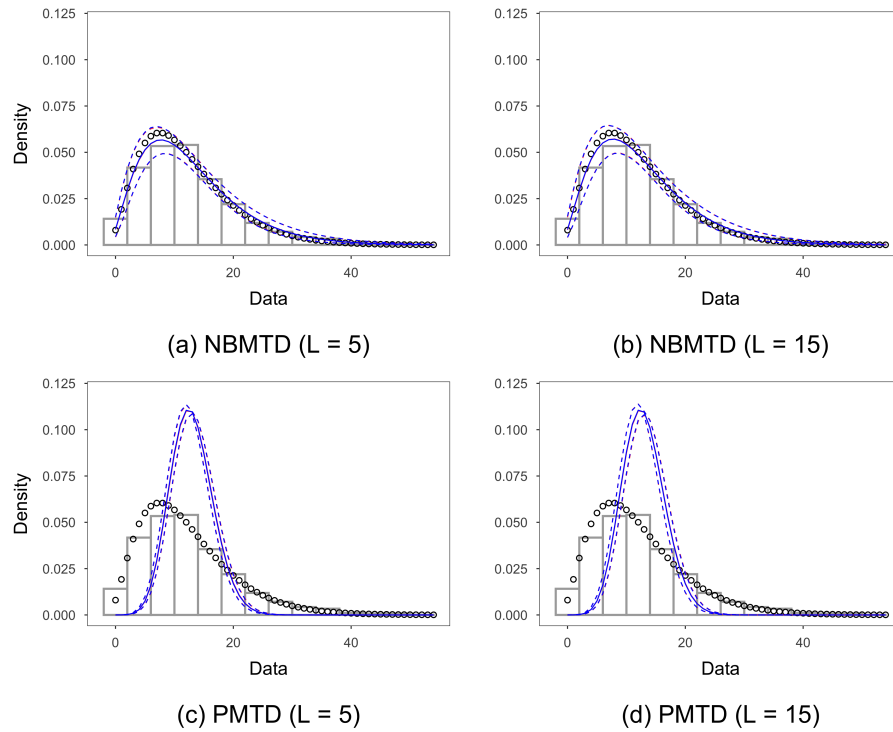 0.125
0.100
0.075
0.050
0.025
0.000
Density
0 20 40
Data
(a) NBMTD (L = 5)
0.125
0.100
0.075
0.050
0.025
0.000
0 20 40
Data
(b) NBMTD (L = 15)
0.125
0.100
0.075
0.050
0.025
0.000
Density
0 20 40
Data
(c) PMTD (L = 5)
0.125
0.100
0.075
0.050
0.025
0.000
0 20 40
Data
(d) PMTD (L = 15)